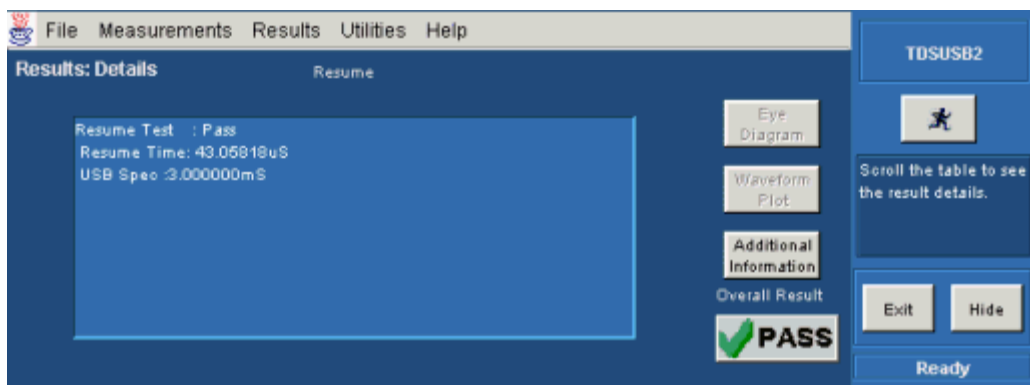 File Measurements Results Utilities Help
Results: Details
Resume
Resume Test : Pass
Resume Time: 43.05818uS
USB Spec :3.000000mS
Eye
Diagram
Waveform
Plot
Additional
Information
Overall Result
PASS
TDSUSB2
Scroll the table to see
the result details.
Exit
Hide
Ready